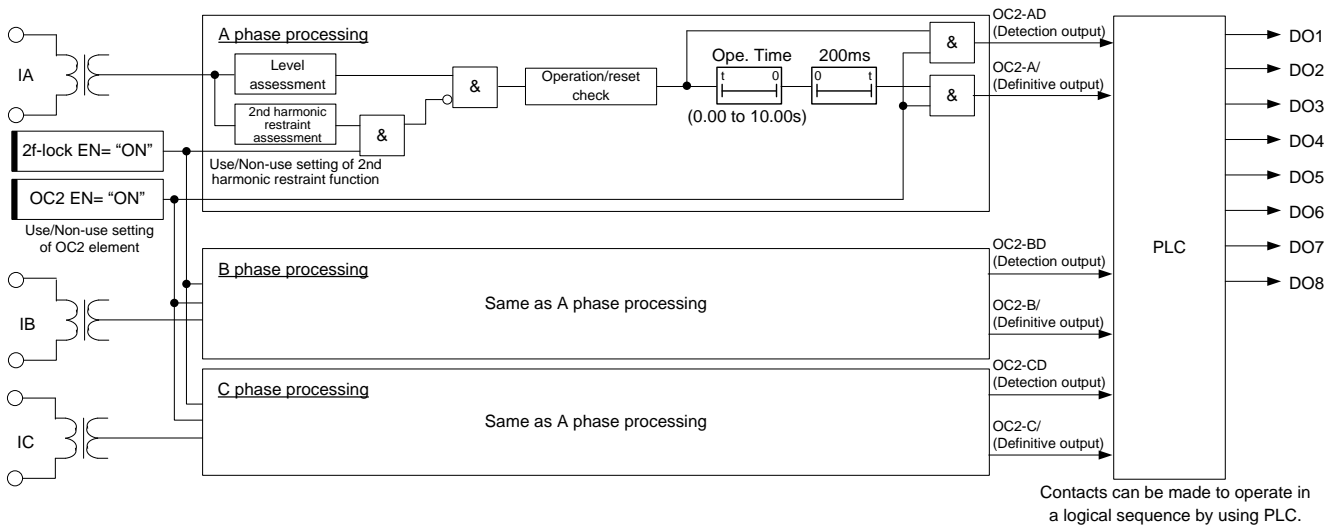 IA
A phase processing
Level
assessment
2nd harmonic
restraint
assessment
&
&
Operation/reset
check
Ope. Time
t 0
(0.00 to 10.00s)
200ms
0 t
&
&
OC2-AD
(Detection output)
OC2-A/
(Definitive output)
2f-lock EN= “ON”
Use/Non-use setting of 2nd
harmonic restraint function
OC2 EN= “ON”
Use/Non-use setting
of OC2 element
IB
B phase processing
Same as A phase processing
OC2-BD
(Detection output)
OC2-B/
(Definitive output)
IC
C phase processing
Same as A phase processing
OC2-CD
(Detection output)
OC2-C/
(Definitive output)
PLC
DO1
DO2
DO3
DO4
DO5
DO6
DO7
DO8
Contacts can be made to operate in
a logical sequence by using PLC.